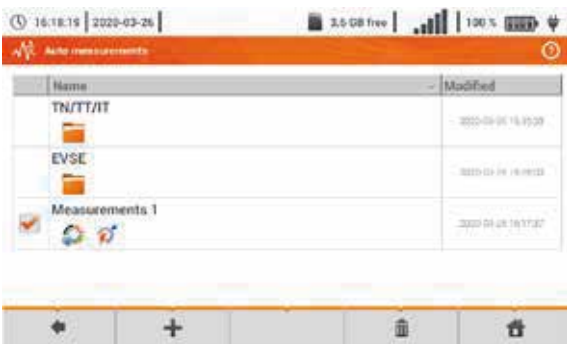 16:18:19 2020-03-26 3,6 GB free 100 %
Auto measurements
Name Modified
TN/TT/IT
EVSE
Measurements 1